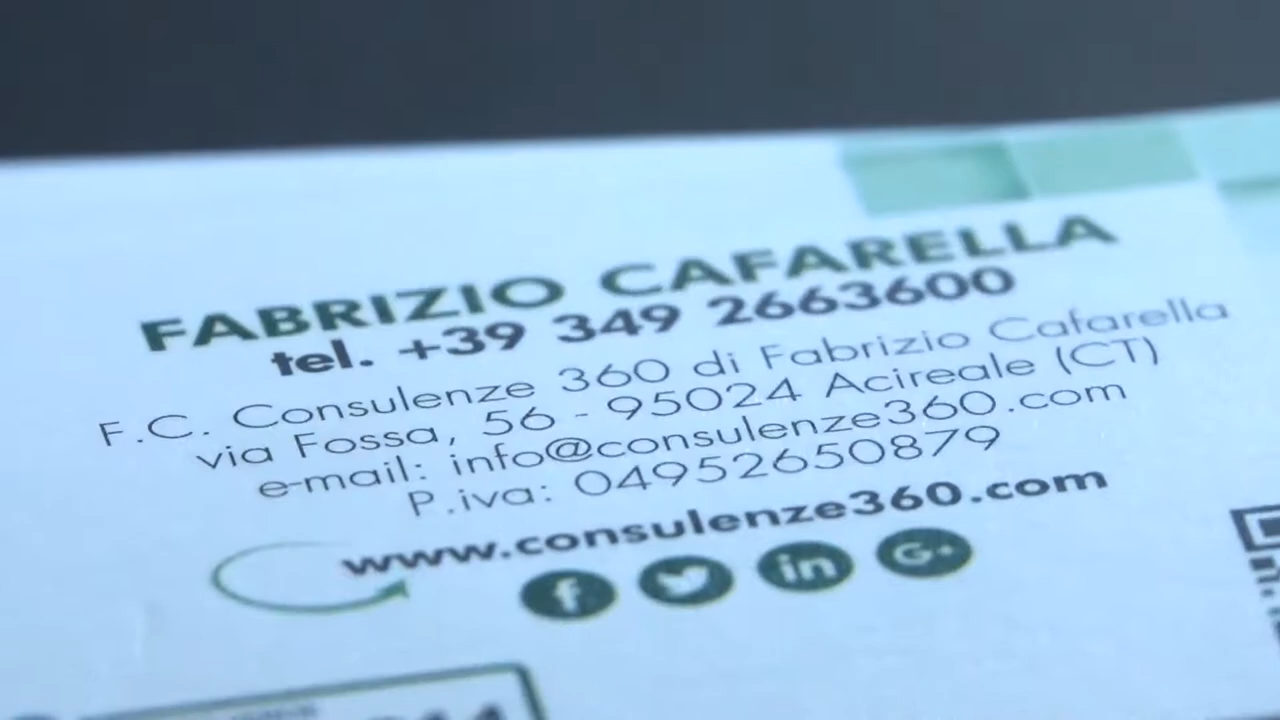 FABRIZIO CAFARELLA
tel. +39 349 2663600
F.C. Consulenze 360 di Fabrizio Cafarella
via Fossa, 56 - 95024 Acireale (CT)
e-mail: info@consulenze360.com
P.iva: 04952650879
www.consulenze360.com